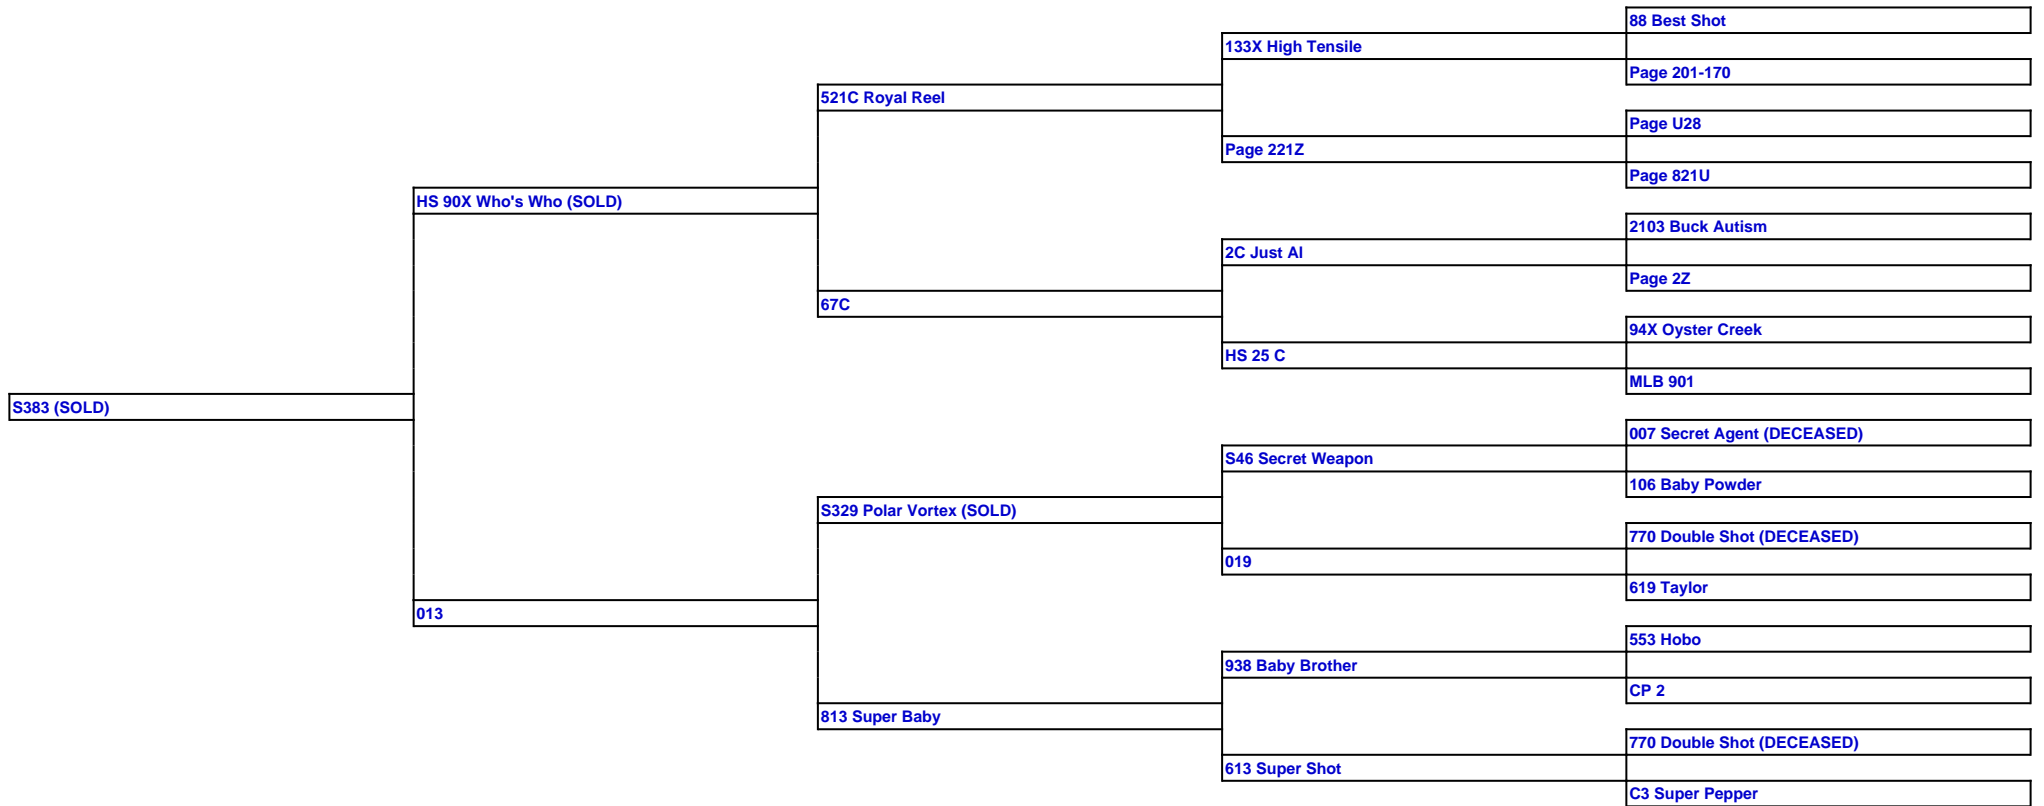 88 Best Shot
133X High Tensile
Page 201-170
521C Royal Reel
Page U28
Page 221Z
Page 821U
HS 90X Who's Who (SOLD)
2103 Buck Autism
2C Just AI
Page 2Z
67C
94X Oyster Creek
HS 25 C
MLB 901
S383 (SOLD)
007 Secret Agent (DECEASED)
S46 Secret Weapon
106 Baby Powder
S329 Polar Vortex (SOLD)
770 Double Shot (DECEASED)
019
619 Taylor
013
553 Hobo
938 Baby Brother
CP 2
813 Super Baby
770 Double Shot (DECEASED)
613 Super Shot
C3 Super Pepper